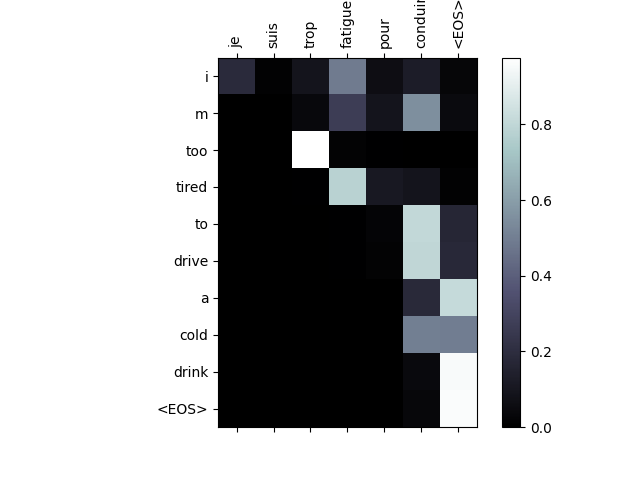 je
suis
trop
fatigue
pour
<EOS>
i
m
too
tired
to
drive
a
cold
drink
<EOS>
0.8
0.6
0.4
0.2
0.0